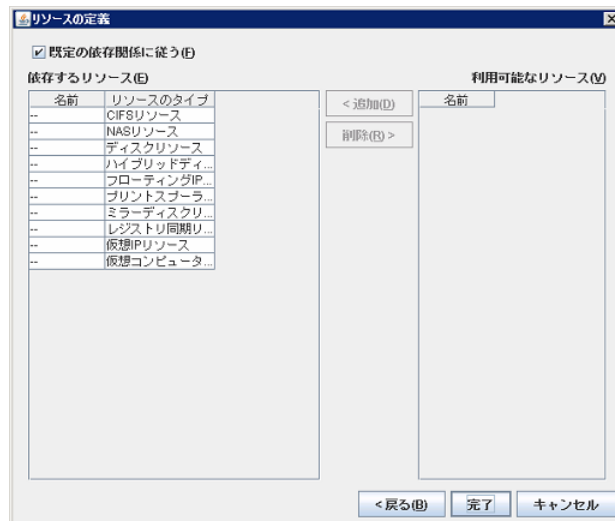 リソースの定義
既定の依存関係に従う(F)
依存するリソース(E)
利用可能なリソース(V)
名前 リソースのタイプ
-- CIFSリソース
-- NASリソース
-- ディスクリソース
-- ハイブリッドディ...
-- フローティングIP...
-- プリントスプーラ...
-- ミラーディスクリ...
-- レジストリ同期リ...
-- 仮想IPリソース
-- 仮想コンピュータ...
< 追加(D)
削除(R) >
名前
< 戻る(B)
完了
キャンセル